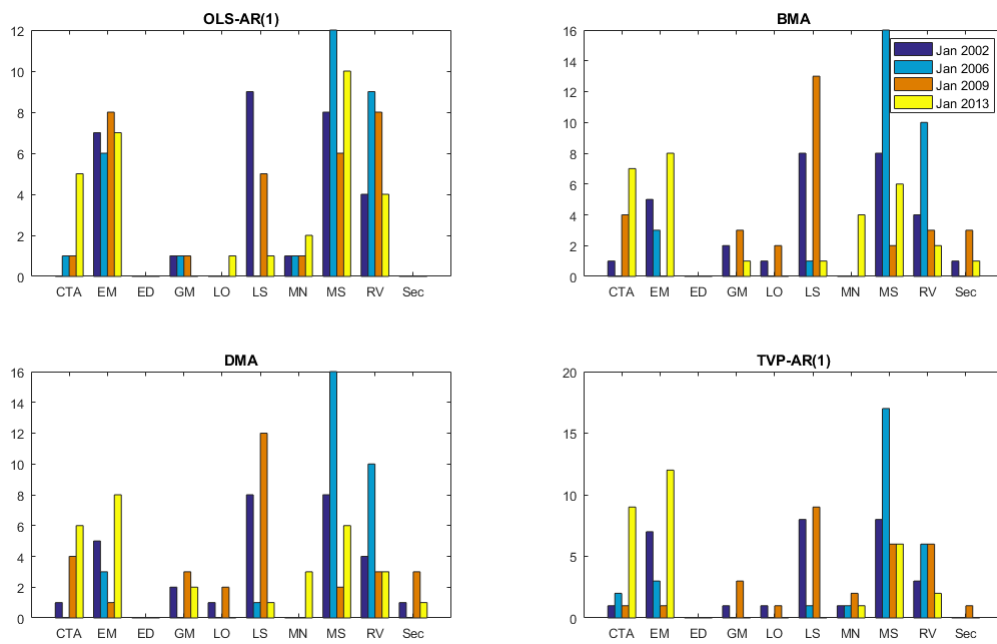 OLS-AR(1)
12
10
8
6
4
2
0
CTA EM ED GM LO LS MN MS RV Sec
BMA
16
14
12
10
8
6
4
2
0
CTA EM ED GM LO LS MN MS RV Sec
Jan 2002
Jan 2006
Jan 2009
Jan 2013
DMA
16
14
12
10
8
6
4
2
0
CTA EM ED GM LO LS MN MS RV Sec
TVP-AR(1)
20
15
10
5
0
CTA EM ED GM LO LS MN MS RV Sec